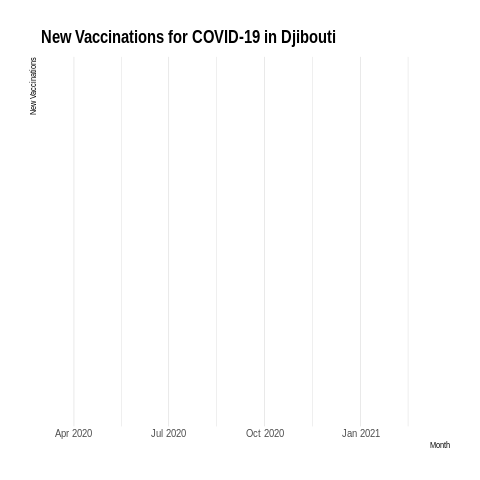 New Vaccinations for COVID-19 in Djibouti
New Vaccinations
Apr 2020
Jul 2020
Oct 2020
Jan 2021
Month